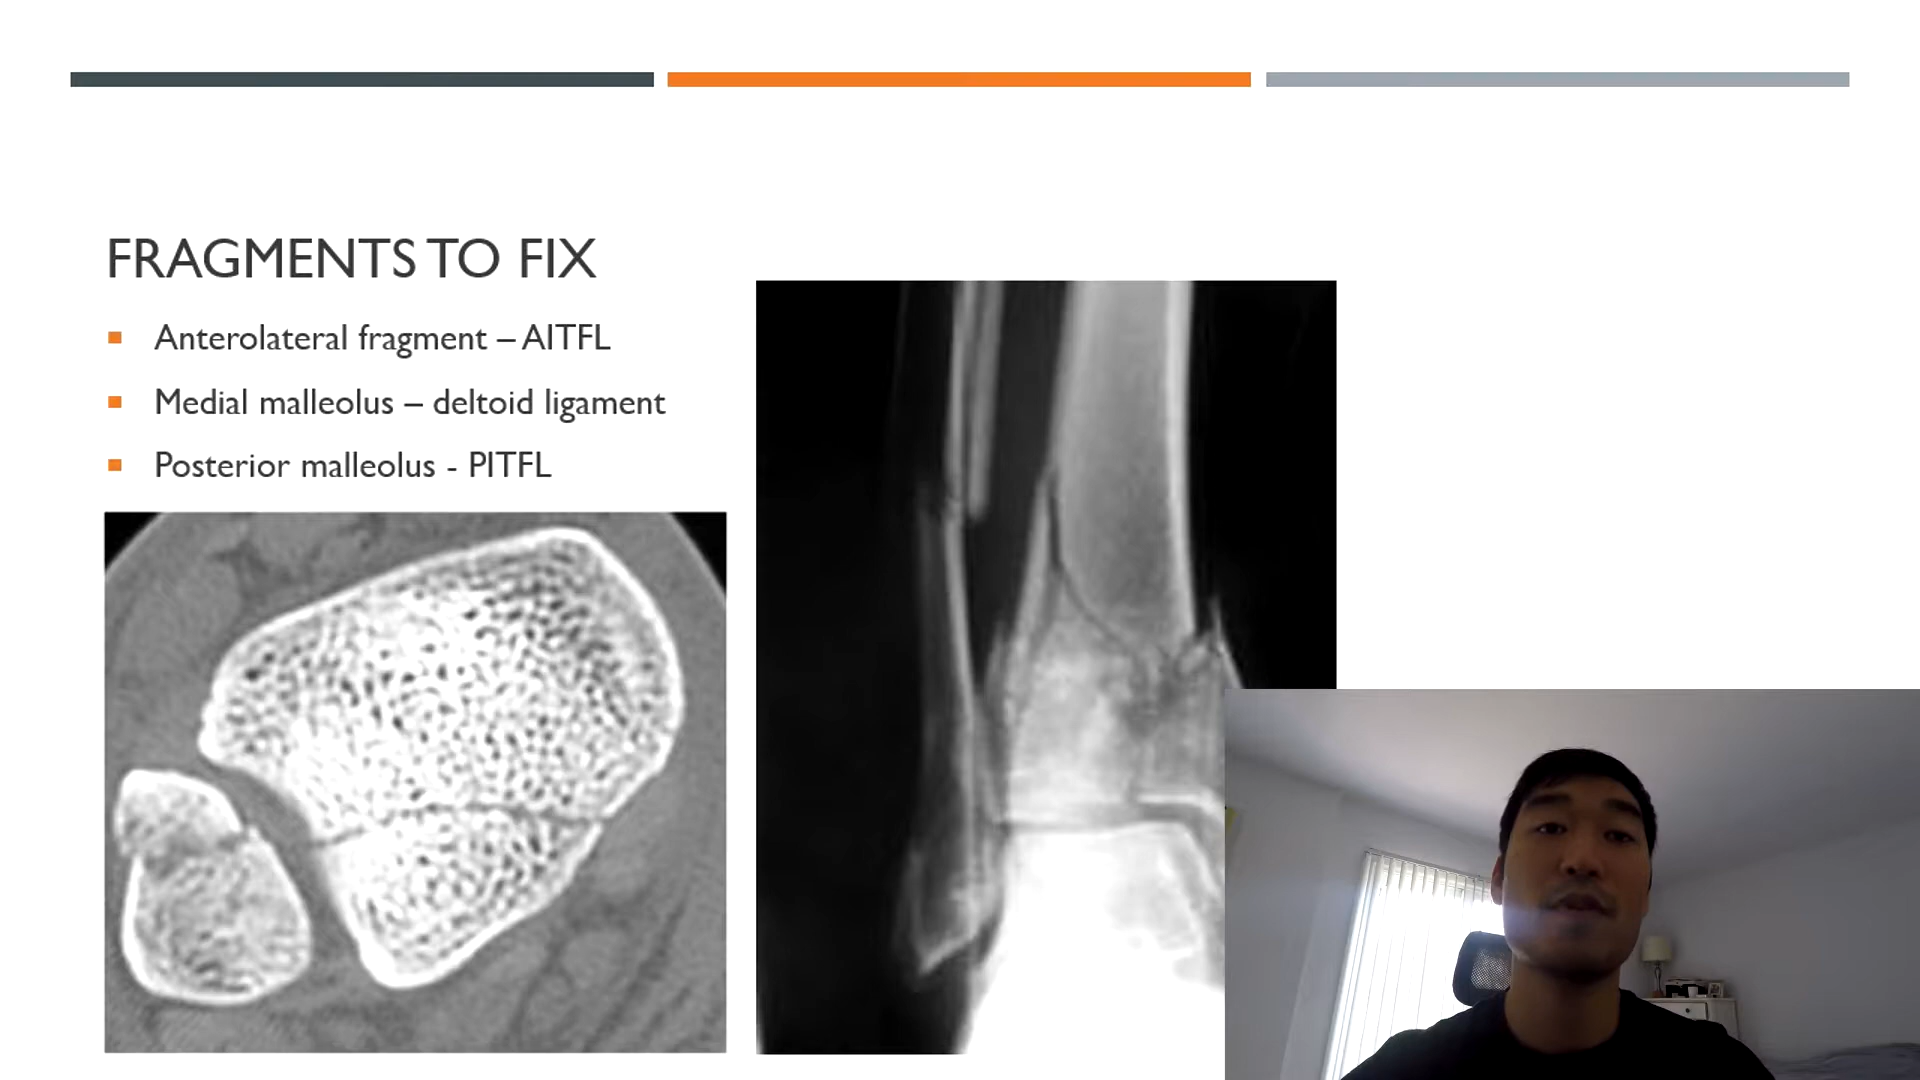 FRAGMENTS TO FIX
Anterolateral fragment – AITFL
Medial malleolus – deltoid ligament
Posterior malleolus - PITFL